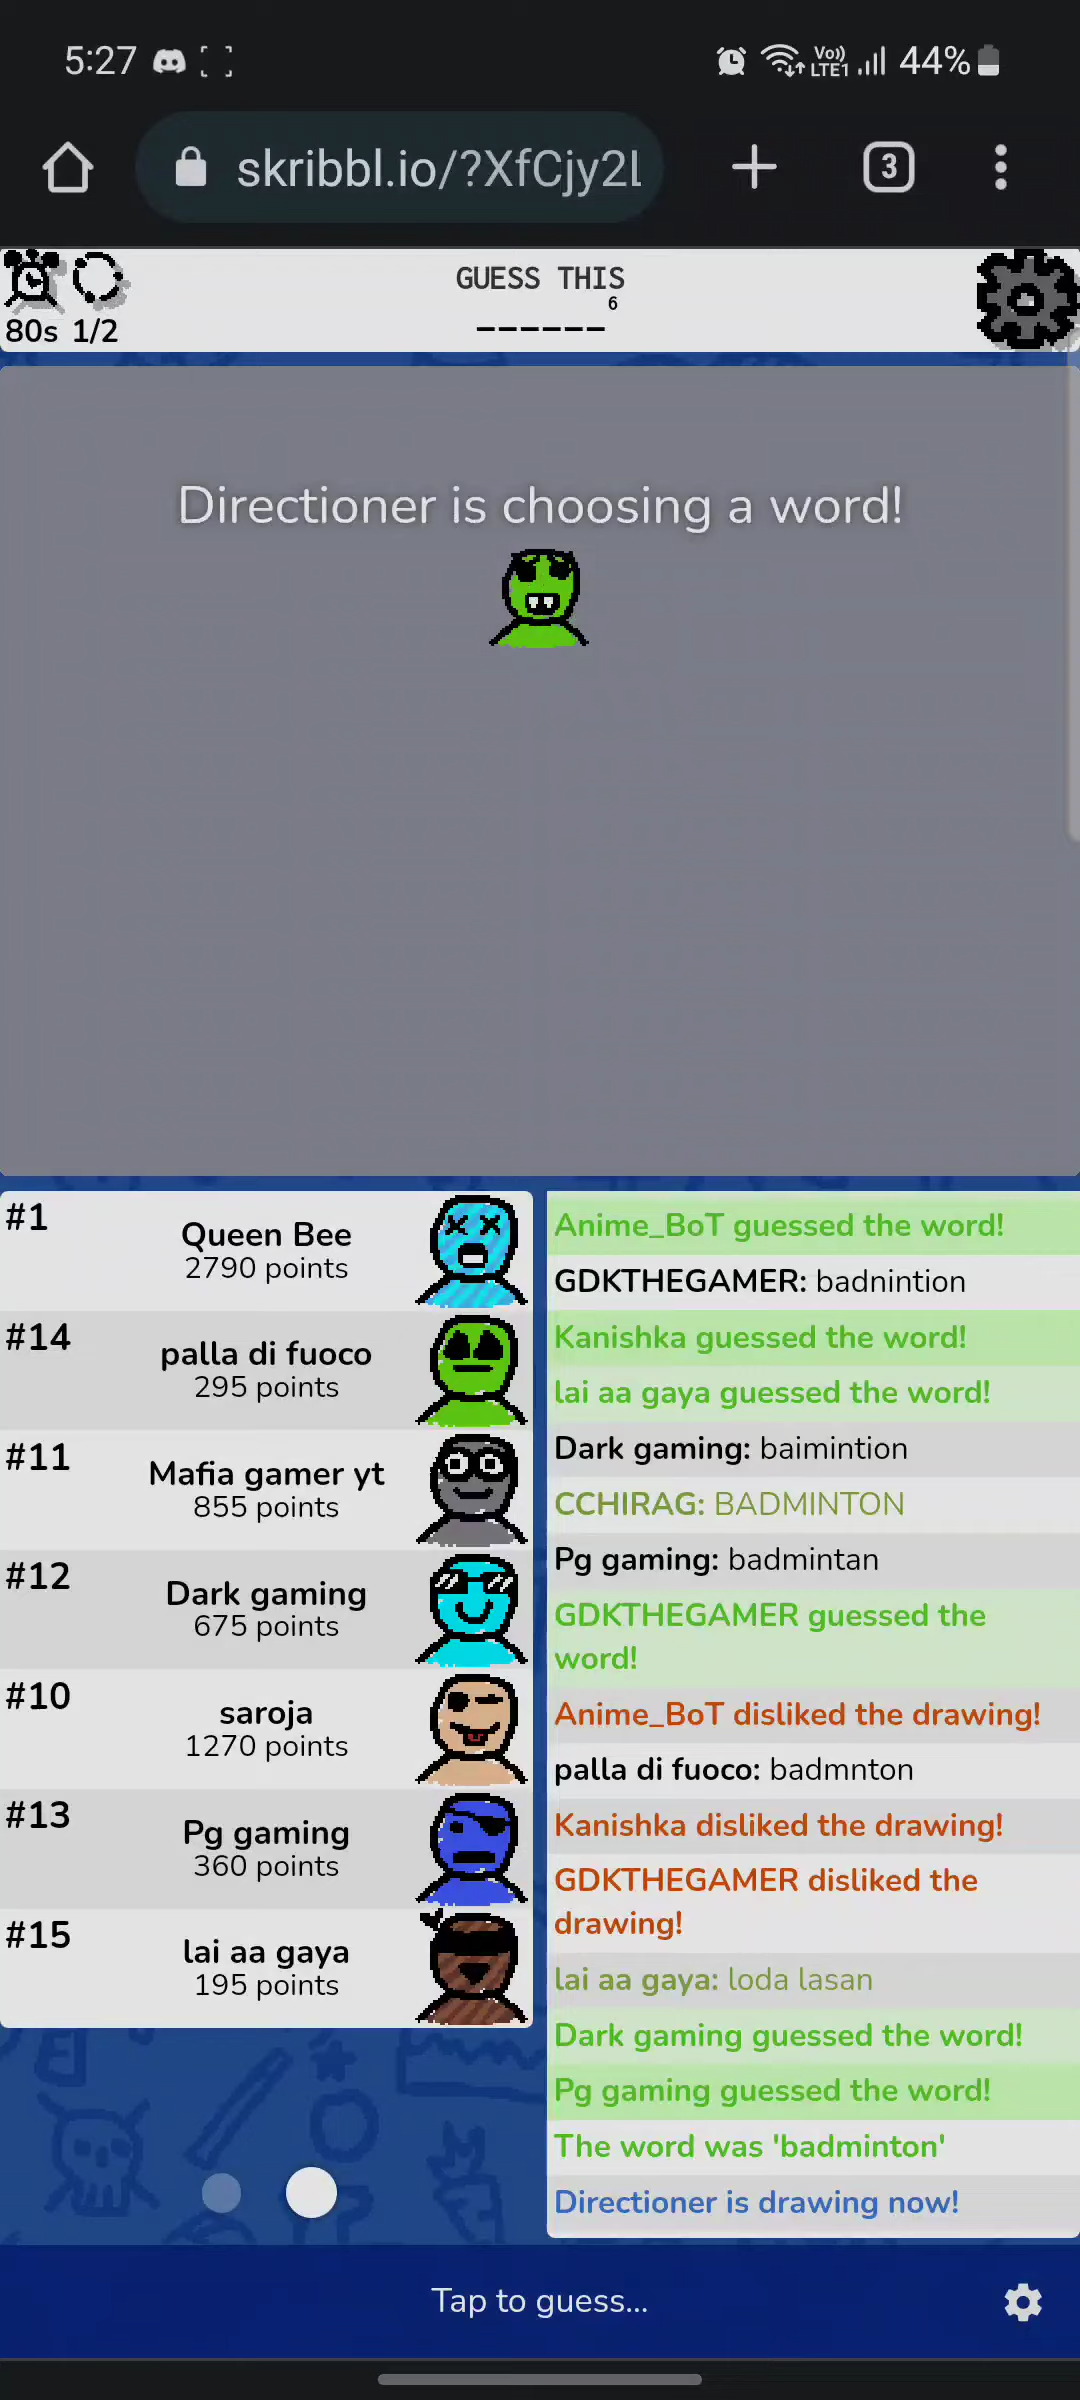 5:27
Vo))
LTE1
44%
skribbl.io/?XfCjy2l
3
GUESS THIS
6
______
80s 1/2
Directioner is choosing a word!
#1
Queen Bee
2790 points
#14
palla di fuoco
295 points
#11
Mafia gamer yt
855 points
#12
Dark gaming
675 points
#10
saroja
1270 points
#13
Pg gaming
360 points
#15
lai aa gaya
195 points
Anime_BoT guessed the word!
GDKTHEGAMER: badnintion
Kanishka guessed the word!
lai aa gaya guessed the word!
Dark gaming: baimintion
CCHIRAG: BADMINTON
Pg gaming: badmintan
GDKTHEGAMER guessed the
word!
Anime_BoT disliked the drawing!
palla di fuoco: badmnton
Kanishka disliked the drawing!
GDKTHEGAMER disliked the
drawing!
lai aa gaya: loda lasan
Dark gaming guessed the word!
Pg gaming guessed the word!
The word was 'badminton'
Directioner is drawing now!
Tap to guess...